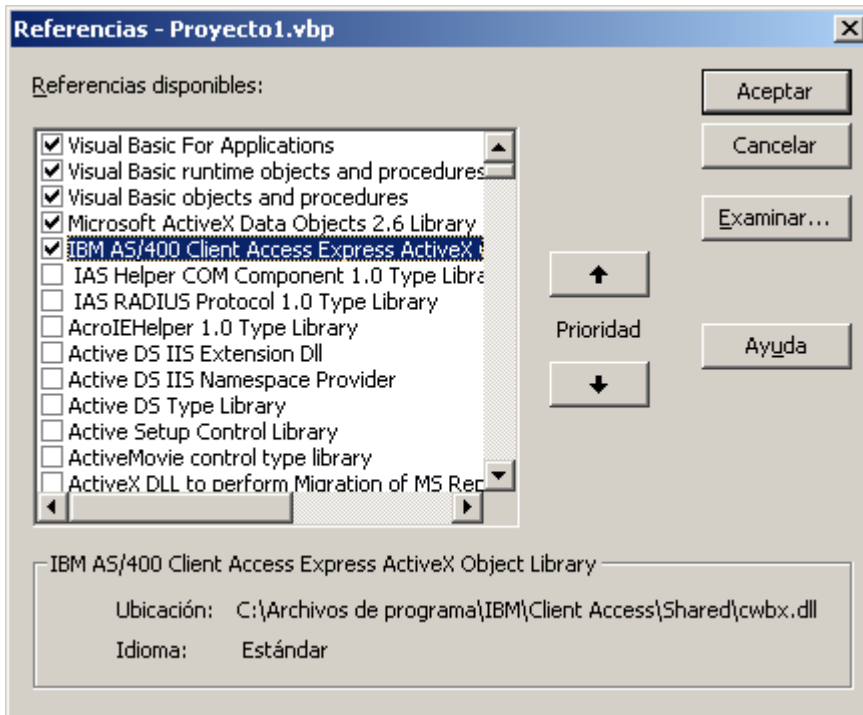 Referencias - Proyecto1.vbp
Referencias disponibles:
Visual Basic For Applications
Visual Basic runtime objects and procedures
Visual Basic objects and procedures
Microsoft ActiveX Data Objects 2.6 Library
IBM AS/400 Client Access Express ActiveX
IAS Helper COM Component 1.0 Type Libra
IAS RADIUS Protocol 1.0 Type Library
AcroIEHelper 1.0 Type Library
Active DS IIS Extension Dll
Active DS IIS Namespace Provider
Active DS Type Library
Active Setup Control Library
ActiveMovie control type library
ActiveX DLL to perform Migration of MS Rep
Aceptar
Cancelar
Examinar...
Prioridad
Ayuda
IBM AS/400 Client Access Express ActiveX Object Library
Ubicación: C:\Archivos de programa\IBM\Client Access\Shared\cwbx.dll
Idioma: Estándar